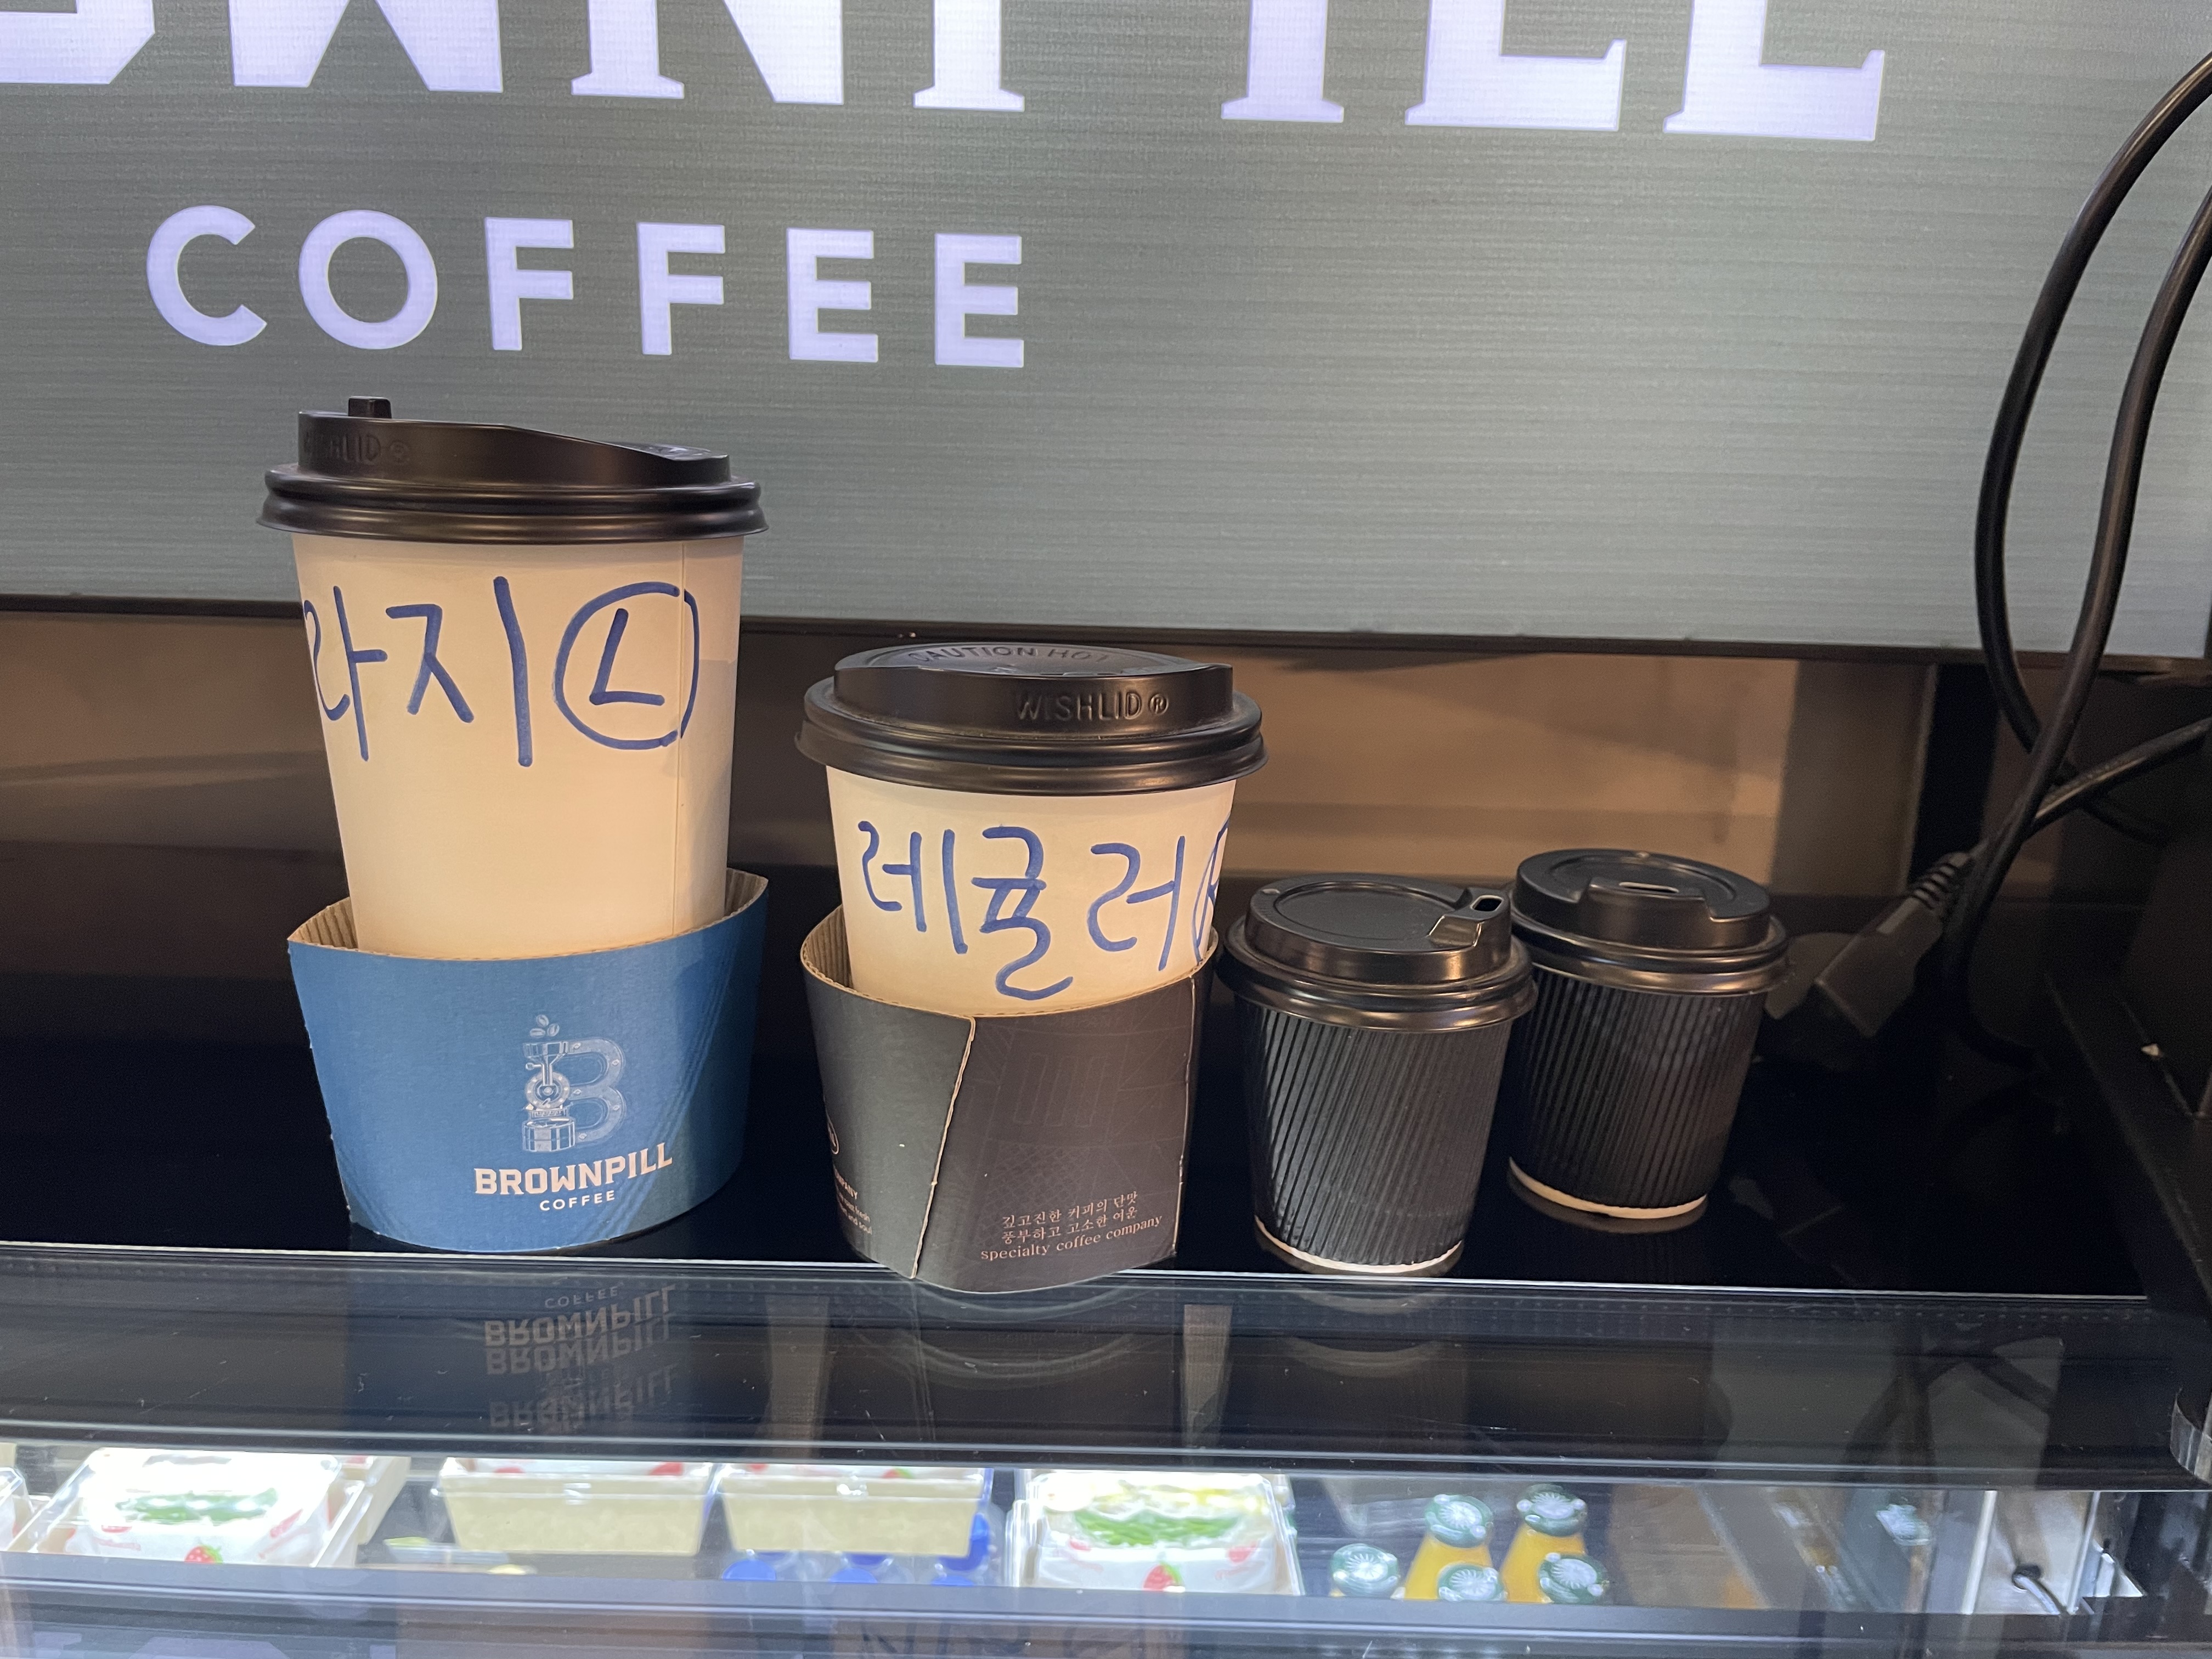 COFFEE
WISHLID®
라지 Ⓛ
CAUTION HOT
WISHLID®
레귤러
BROWNPILL
COFFEE
깊고진한 커피의 단맛
풍부하고 고소한 여운
Specialty coffee company